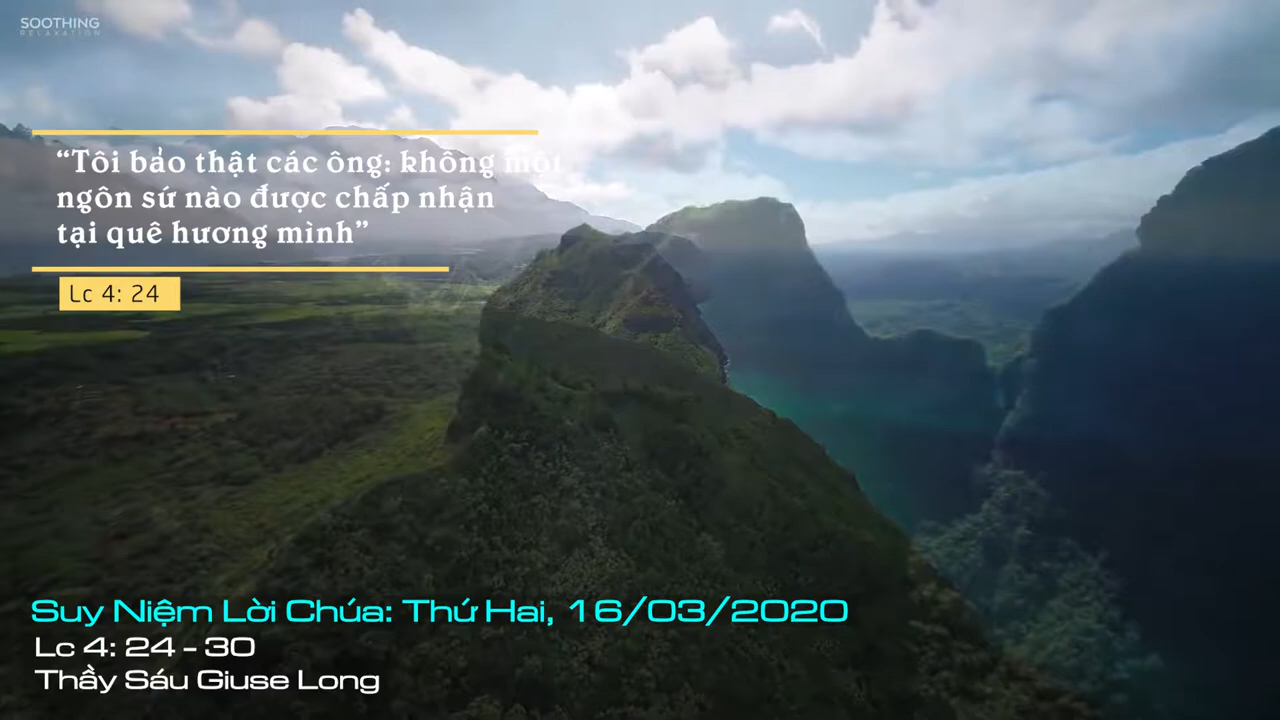 SOOTHING
RELAXATION
“Tôi bảo thật các ông: không một
ngôn sứ nào được chấp nhận
tại quê hương mình”
Lc 4: 24
Suy Niệm Lời Chúa: Thứ Hai, 16/03/2020
Lc 4: 24 - 30
Thầy Sáu Giuse Long